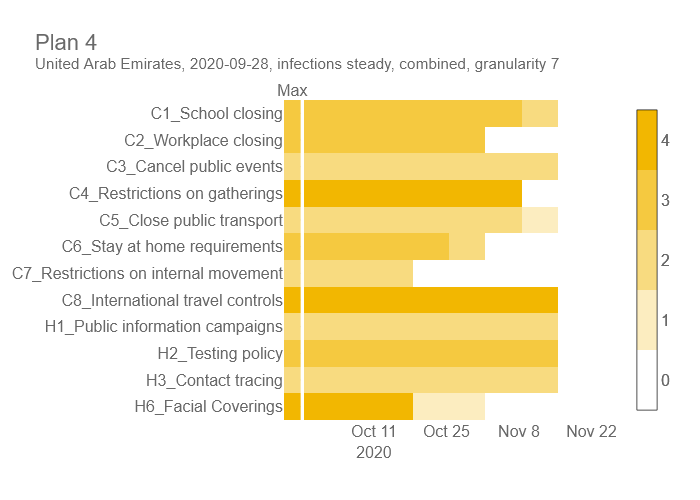 Plan 4
United Arab Emirates, 2020-09-28, infections steady, combined, granularity 7
Max
C1_School closing
C2_Workplace closing
C3_Cancel public events
C4_Restrictions on gatherings
C5_Close public transport
C6_Stay at home requirements
C7_Restrictions on internal movement
C8_International travel controls
H1_Public information campaigns
H2_Testing policy
H3_Contact tracing
H6_Facial Coverings
Oct 11 Oct 25 Nov 8 Nov 22
2020
4
3
2
1
0